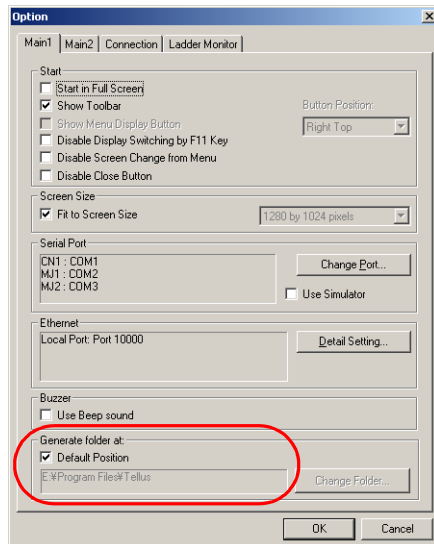 Option
Main1 Main2 Connection Ladder Monitor
Start
Start in Full Screen
Show Toolbar
Button Position:
Show Menu Display Button
Right Top
Disable Display Switching by F11 Key
Disable Screen Change from Menu
Disable Close Button
Screen Size
Fit to Screen Size
1280 by 1024 pixels
Serial Port
CN1 : COM1
MJ1 : COM2
MJ2 : COM3
Change Port...
Use Simulator
Ethernet
Local Port: Port 10000
Detail Setting...
Buzzer
Use Beep sound
Generate folder at:
Default Position
E:¥Program Files¥Tellus
Change Folder...
OK Cancel